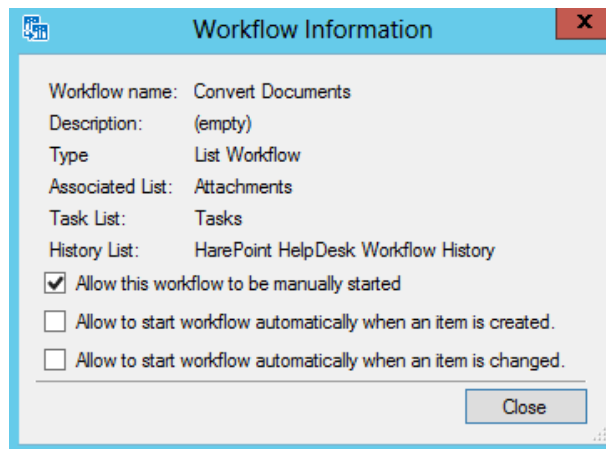 Workflow Information
x
Workflow name: Convert Documents
Description: (empty)
Type List Workflow
Associated List: Attachments
Task List: Tasks
History List: HarePoint HelpDesk Workflow History
Allow this workflow to be manually started
Allow to start workflow automatically when an item is created.
Allow to start workflow automatically when an item is changed.
Close